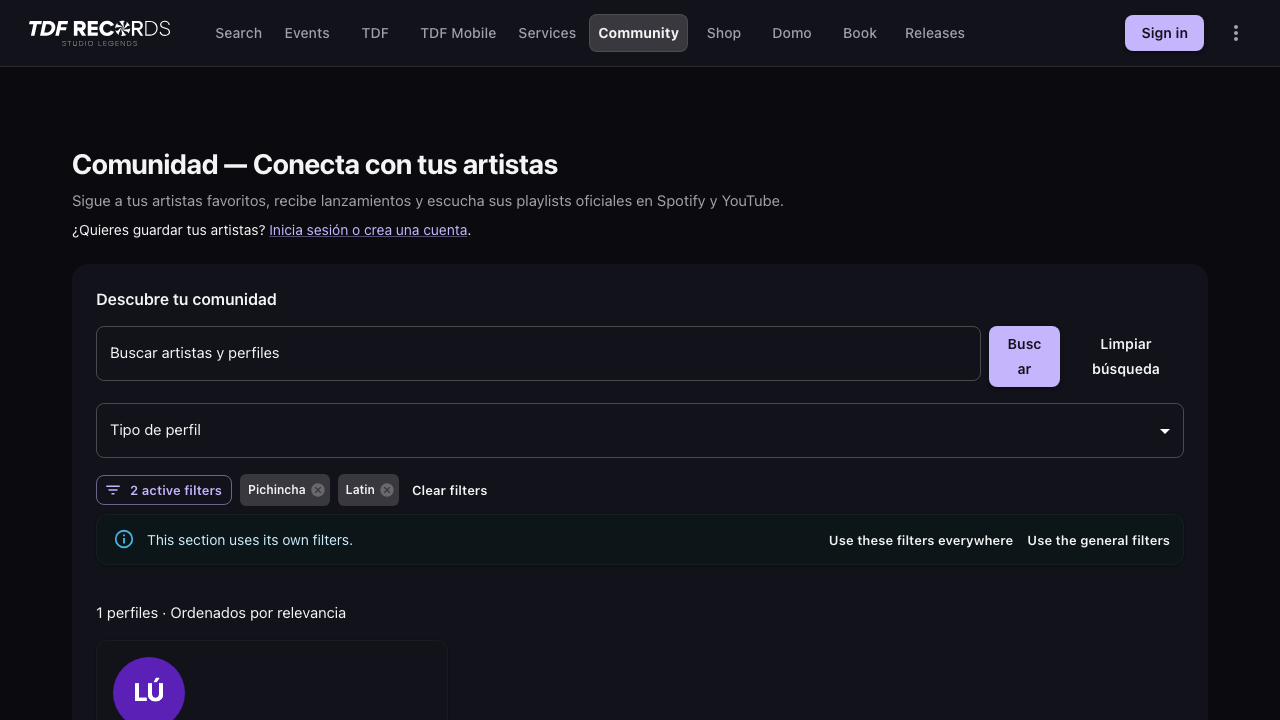 TDF RECORDS
STUDIO LEGENDS
Search
Events
TDF
TDF Mobile
Services
Community
Shop
Domo
Book
Releases
Sign in
Comunidad — Conecta con tus artistas
Sigue a tus artistas favoritos, recibe lanzamientos y escucha sus playlists oficiales en Spotify y YouTube.
¿Quieres guardar tus artistas? Inicia sesión o crea una cuenta.
Descubre tu comunidad
Buscar artistas y perfiles
Busc
ar
Limpiar
búsqueda
Tipo de perfil
2 active filters
Pichincha
Latin
Clear filters
This section uses its own filters.
Use these filters everywhere
Use the general filters
1 perfiles · Ordenados por relevancia
LÚ